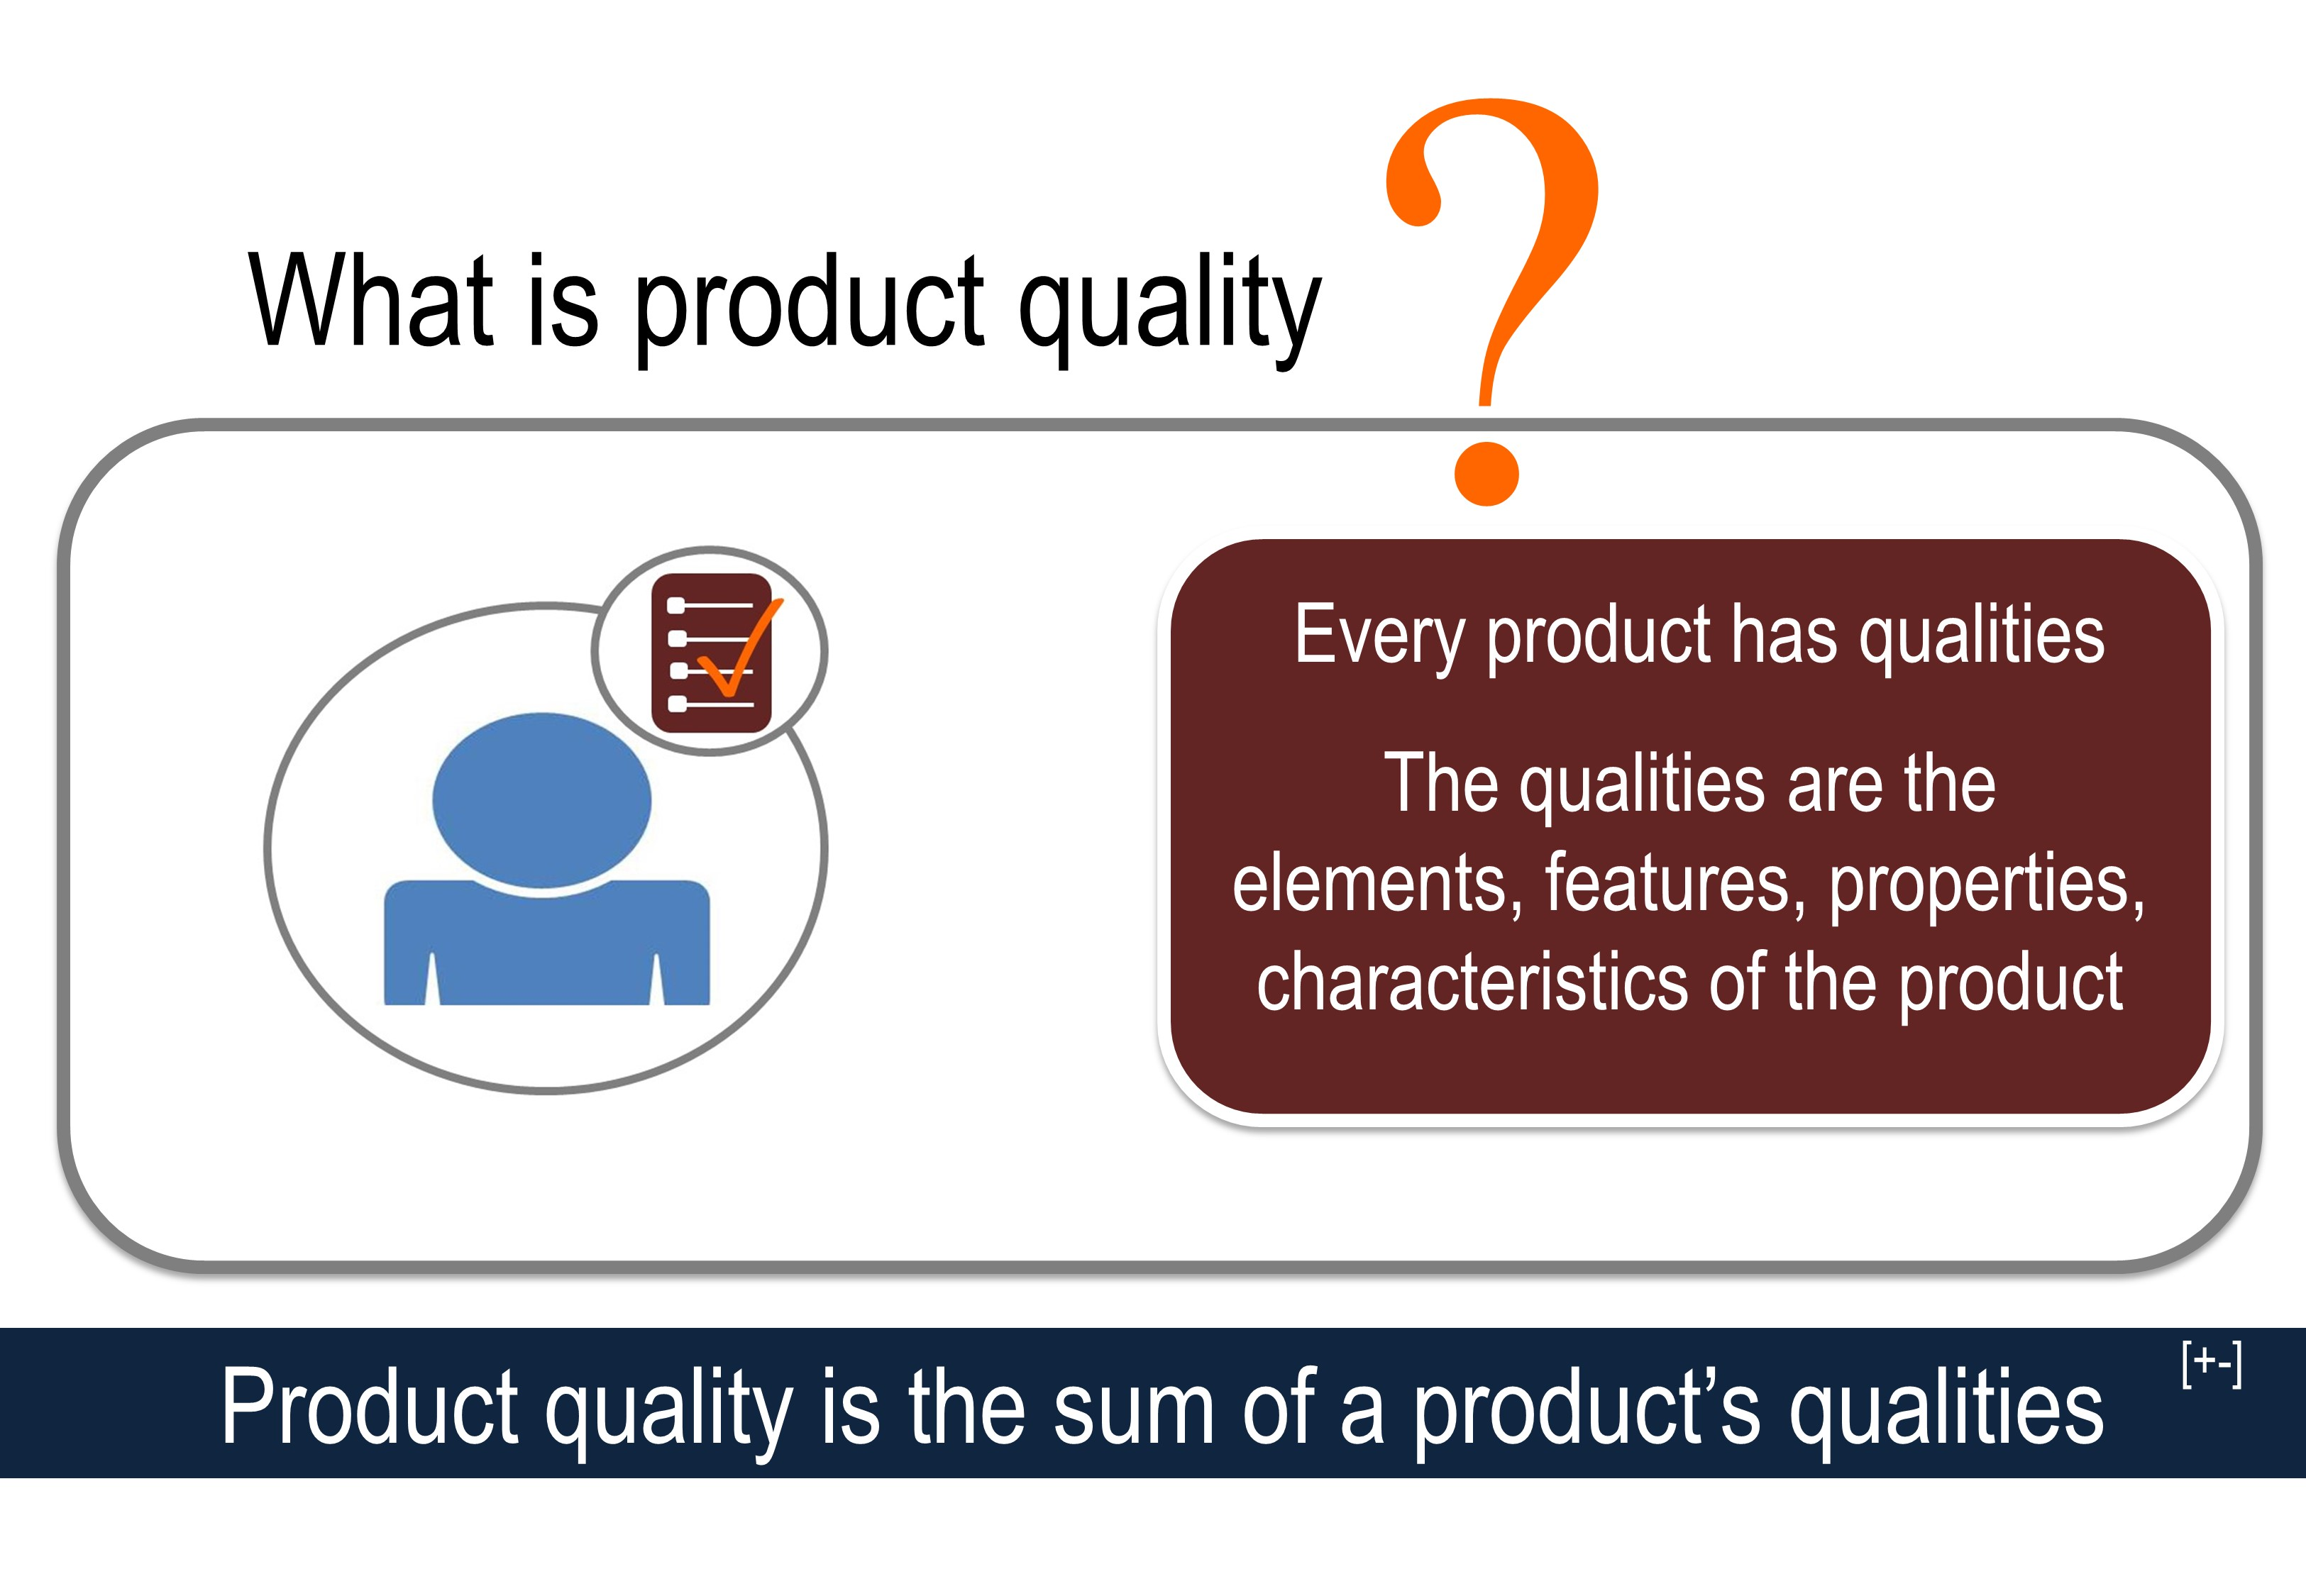 What is product quality ?
Every product has qualities
The qualities are the
elements, features, properties,
characteristics of the product
[+-]
Product quality is the sum of a product’s qualities